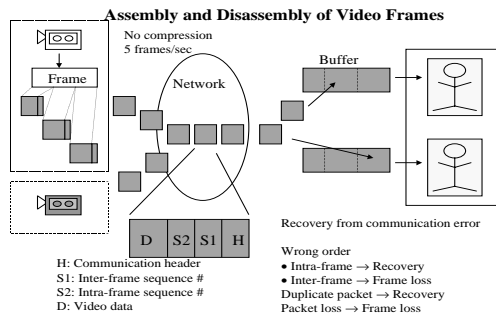 Assembly and Disassembly of Video Frames
No compression
5 frames/sec
Frame
Network
Buffer
D S2 S1 H
H: Communication header
S1: Inter-frame sequence #
S2: Intra-frame sequence #
D: Video data
Recovery from communication error
Wrong order
• Intra-frame → Recovery
• Inter-frame → Frame loss
Duplicate packet → Recovery
Packet loss → Frame loss